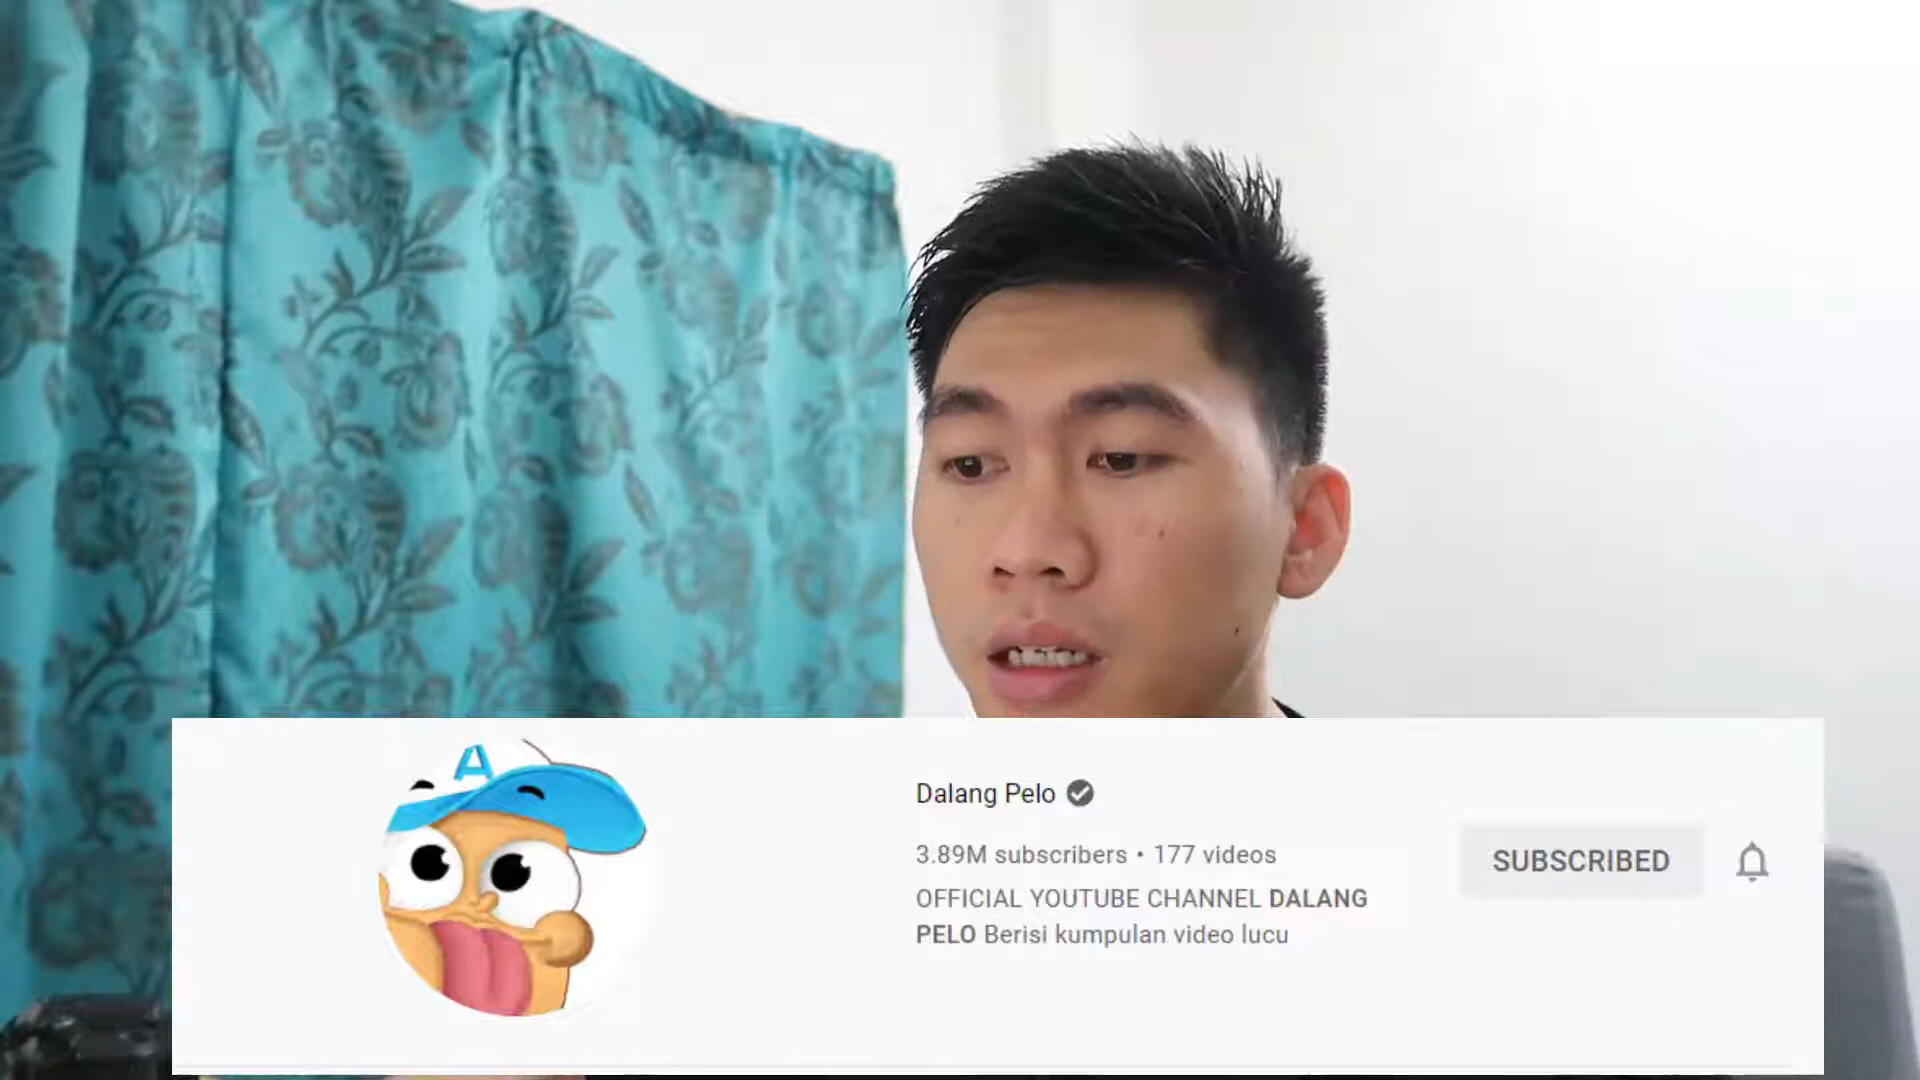 A
Dalang Pelo
3.89M subscribers • 177 videos
OFFICIAL YOUTUBE CHANNEL DALANG
PELO Berisi kumpulan video lucu
SUBSCRIBED